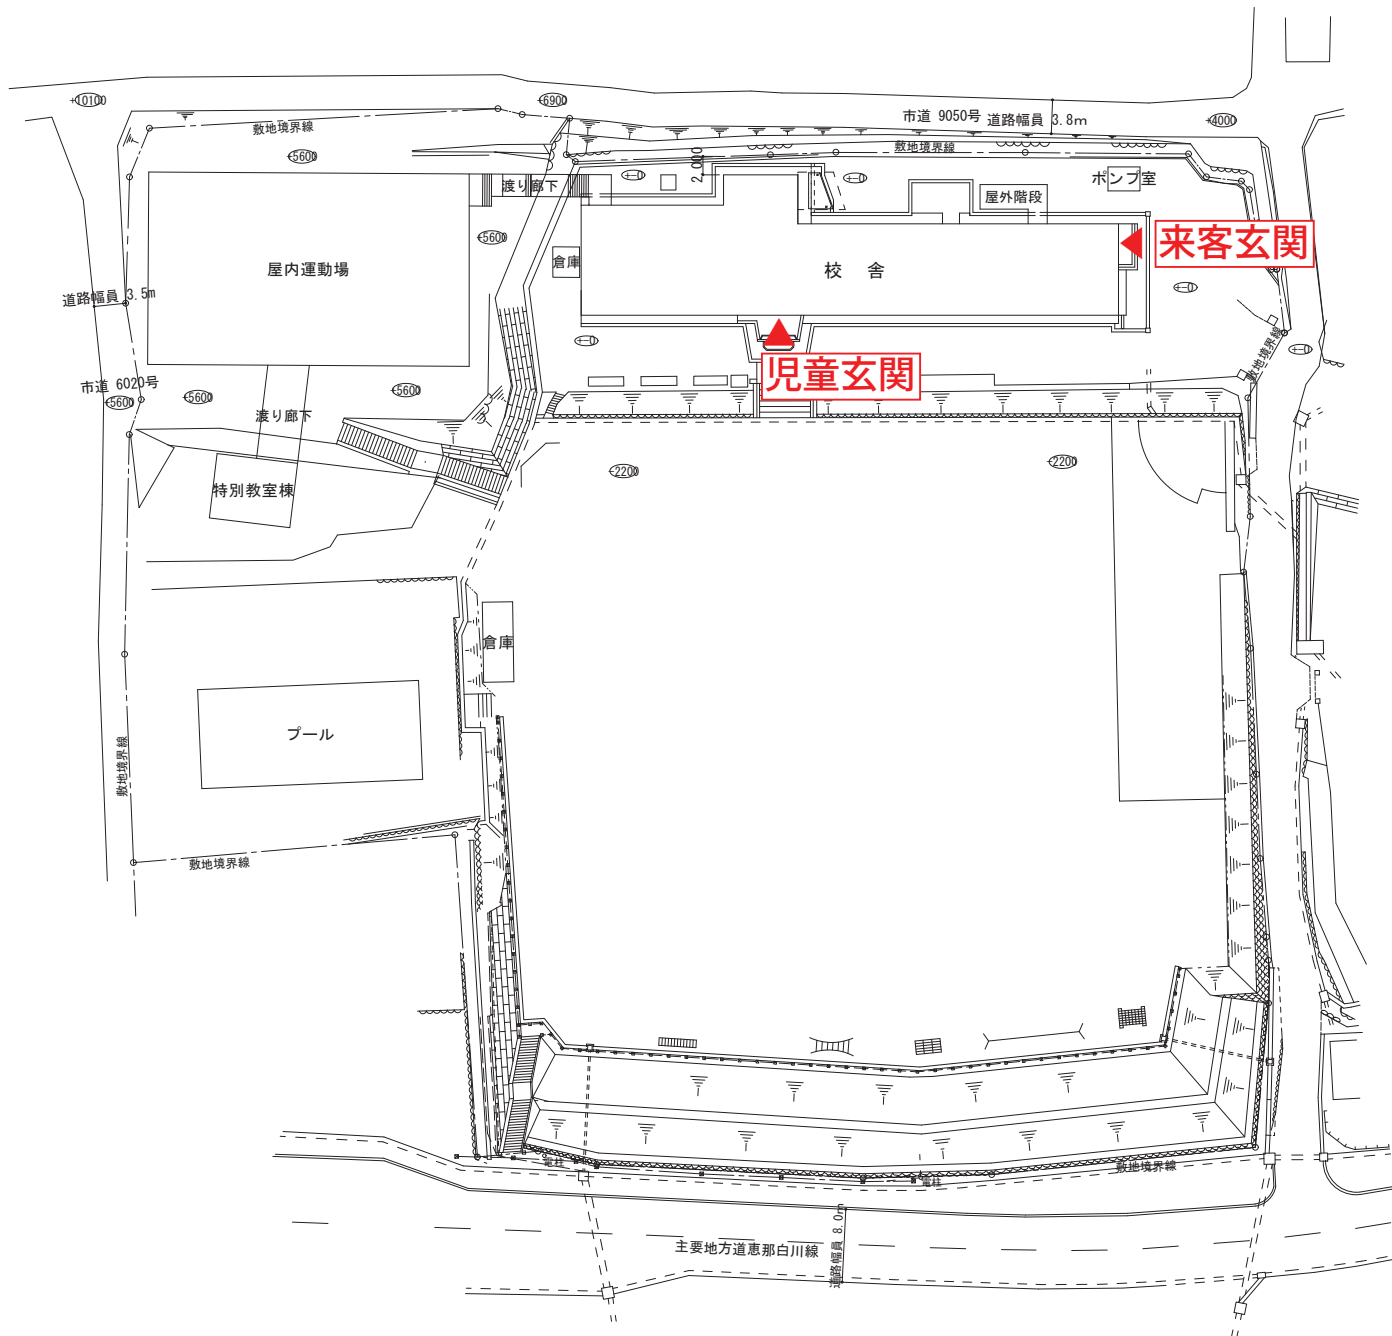 +10100
+6900
市道 9050号 道路幅員 3.8m
+4000
敷地境界線
敷地境界線
+5600
2,000
渡り廊下
+-0
+-0
ポンプ室
屋外階段
来客玄関
+5600
倉庫
屋内運動場
校 舎
道路幅員 3.5m
+-0
+-0
+-0
児童玄関
敷地境界線
市道 6020号
+5600
+5600
+5600
渡り廊下
-2200
-2200
特別教室棟
倉庫
プール
敷地境界線
敷地境界線
電柱
電柱
敷地境界線
道路幅員 8.0m
主要地方道恵那白川線